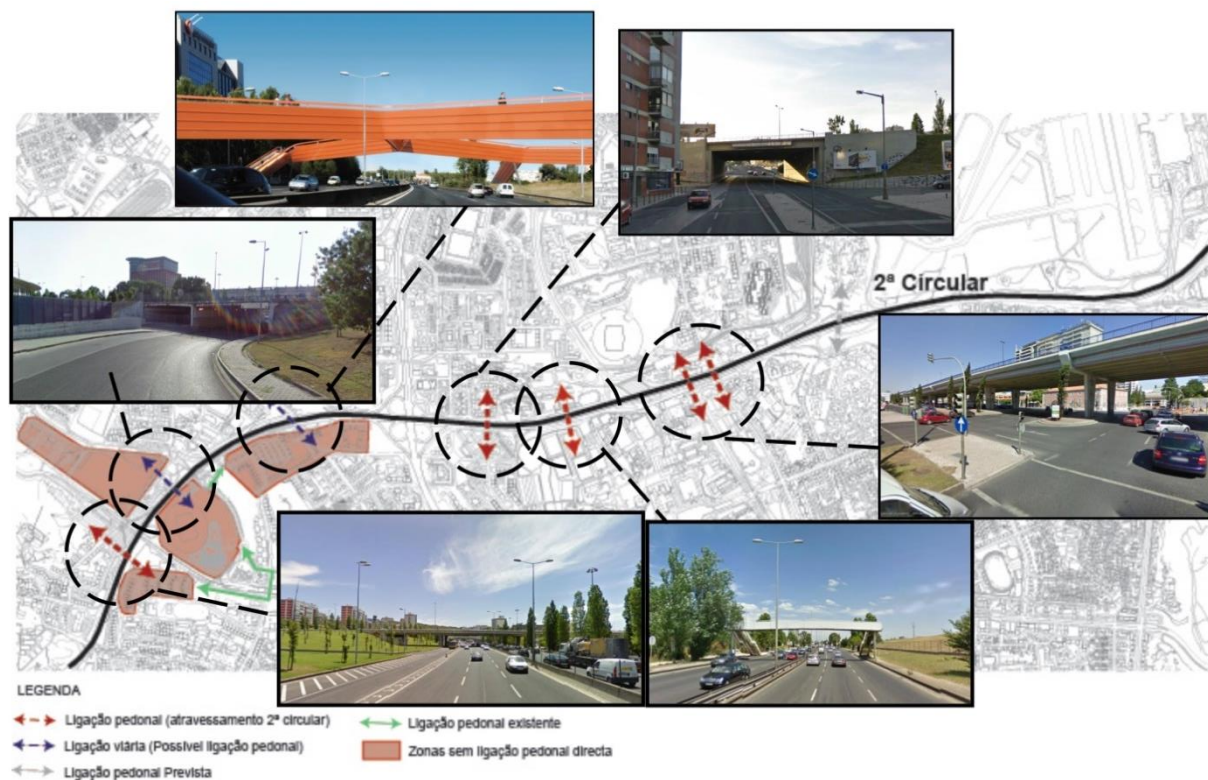 2ª Circular
LEGENDA
Ligação pedonal (atravessamento 2ª circular)
Ligação viária (Possível ligação pedonal)
Ligação pedonal Prevista
Ligação pedonal existente
Zonas sem ligação pedonal directa